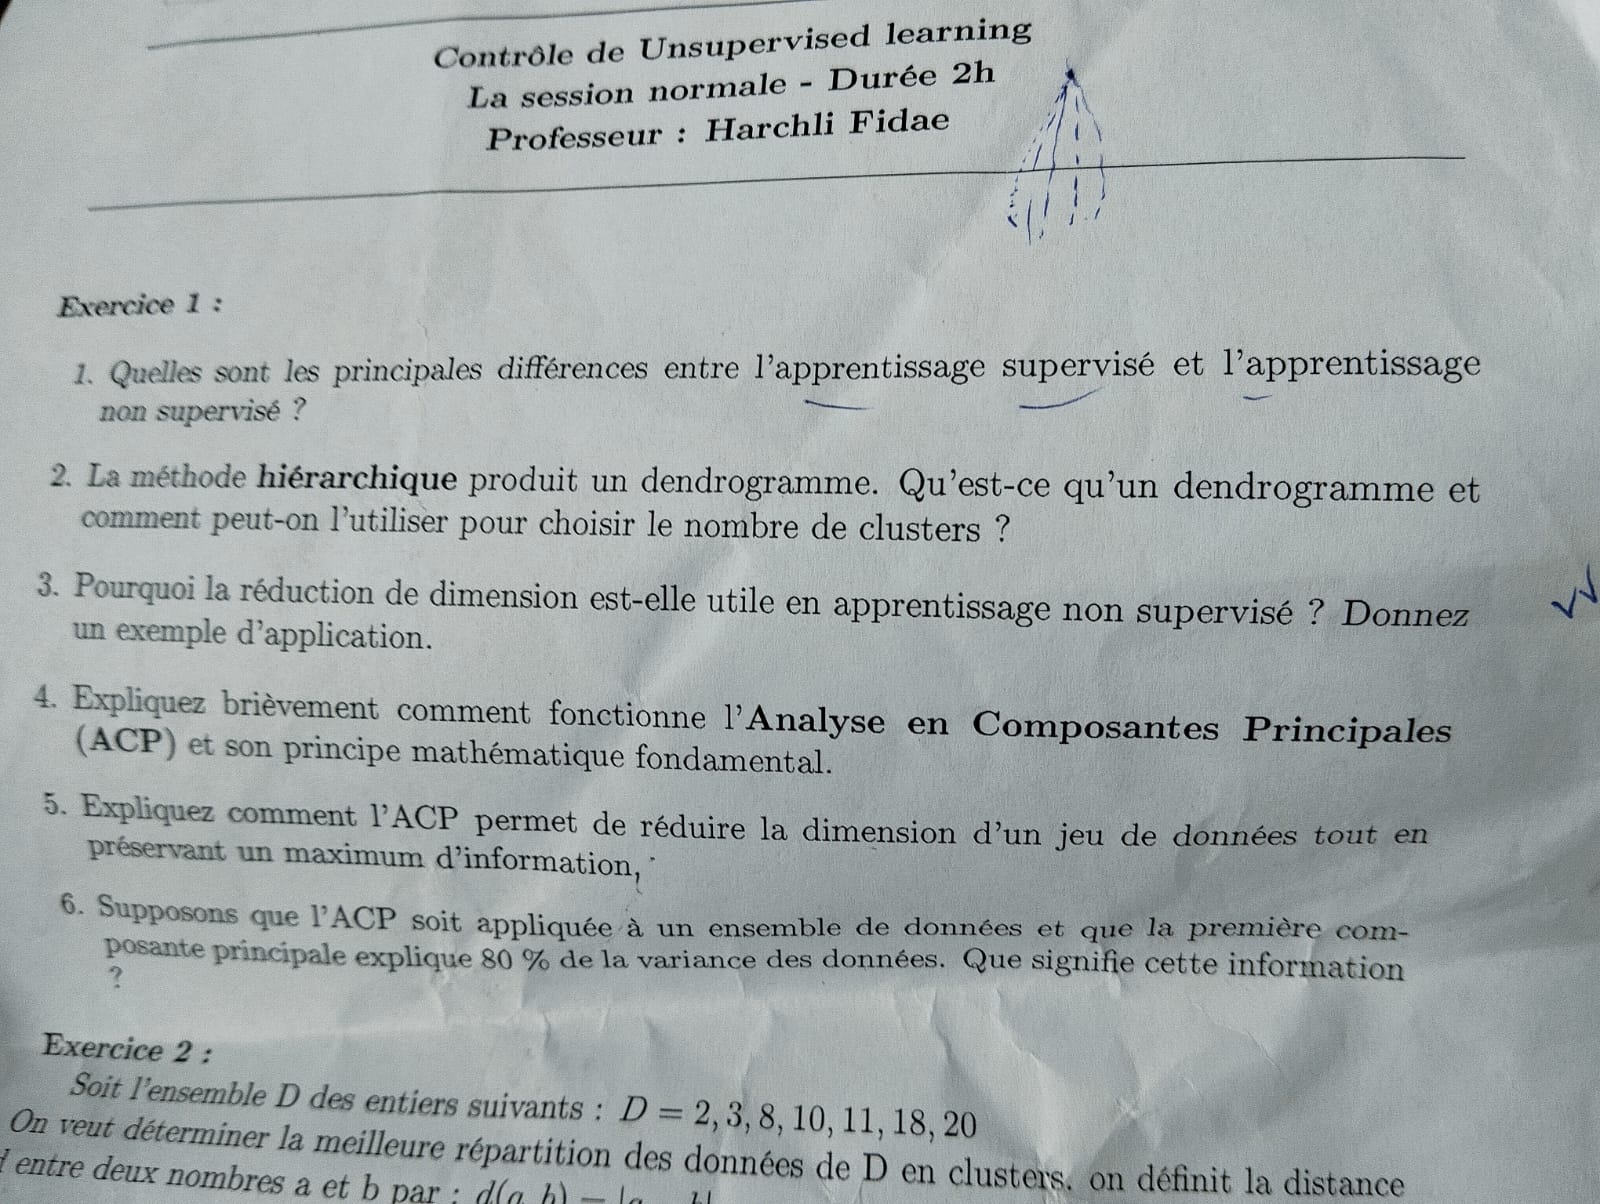 Contrôle de Unsupervised learning
La session normale - Durée 2h
Professeur : Harchli Fidae
Exercice 1 :
1. Quelles sont les principales différences entre l'apprentissage supervisé et l'apprentissage
non supervisé ?
2. La méthode hiérarchique produit un dendrogramme. Qu'est-ce qu'un dendrogramme et
comment peut-on l'utiliser pour choisir le nombre de clusters ?
3. Pourquoi la réduction de dimension est-elle utile en apprentissage non supervisé ? Donnez
un exemple d'application.
4. Expliquez brièvement comment fonctionne l'Analyse en Composantes Principales
(ACP) et son principe mathématique fondamental.
5. Expliquez comment l'ACP permet de réduire la dimension d'un jeu de données tout en
préservant un maximum d'information,
6. Supposons que l'ACP soit appliquée à un ensemble de données et que la première com-
posante principale explique 80 % de la variance des données. Que signifie cette information
?
Exercice 2 :
Soit l'ensemble D des entiers suivants : D = 2, 3, 8, 10, 11, 18, 20
On veut déterminer la meilleure répartition des données de D en clusters. on définit la distance
entre deux nombres a et b par : d(a, b) =